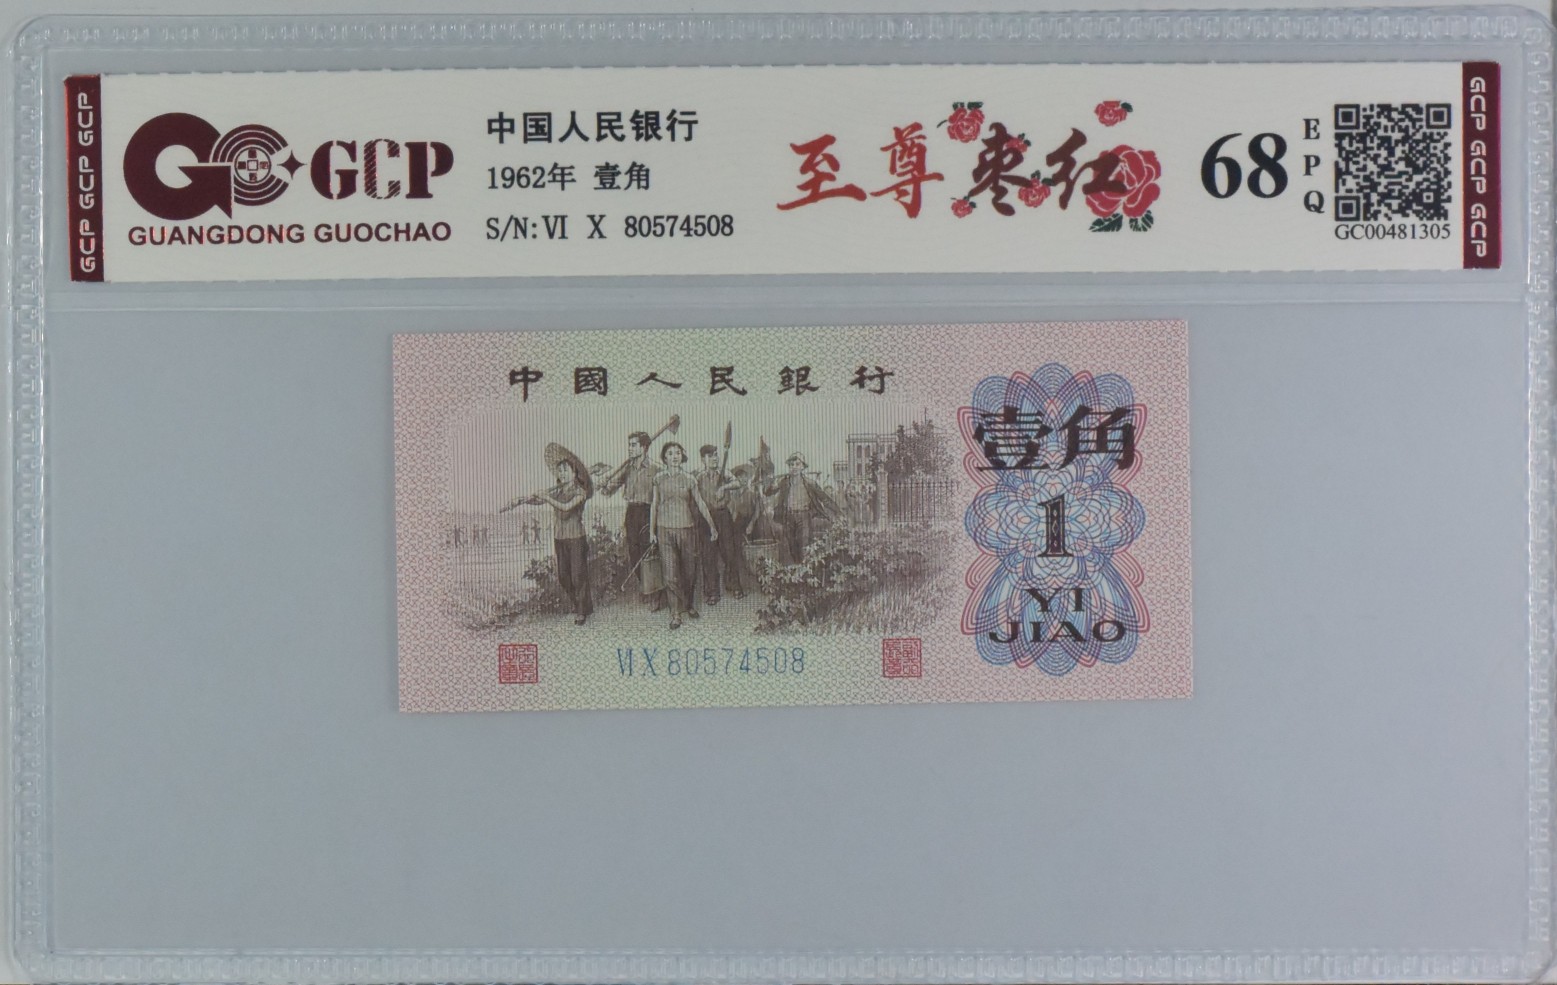 GCP GCP GCP
GCP
GUANGDONG GUOCHAO
中国人民银行
1962年 壹角
S/N: VI X 80574508
至尊枣红
68
EPQ
GC00481305
GCP GCP GCP
中國人民銀行
壹角
1
YI
JIAO
VI X 80574508